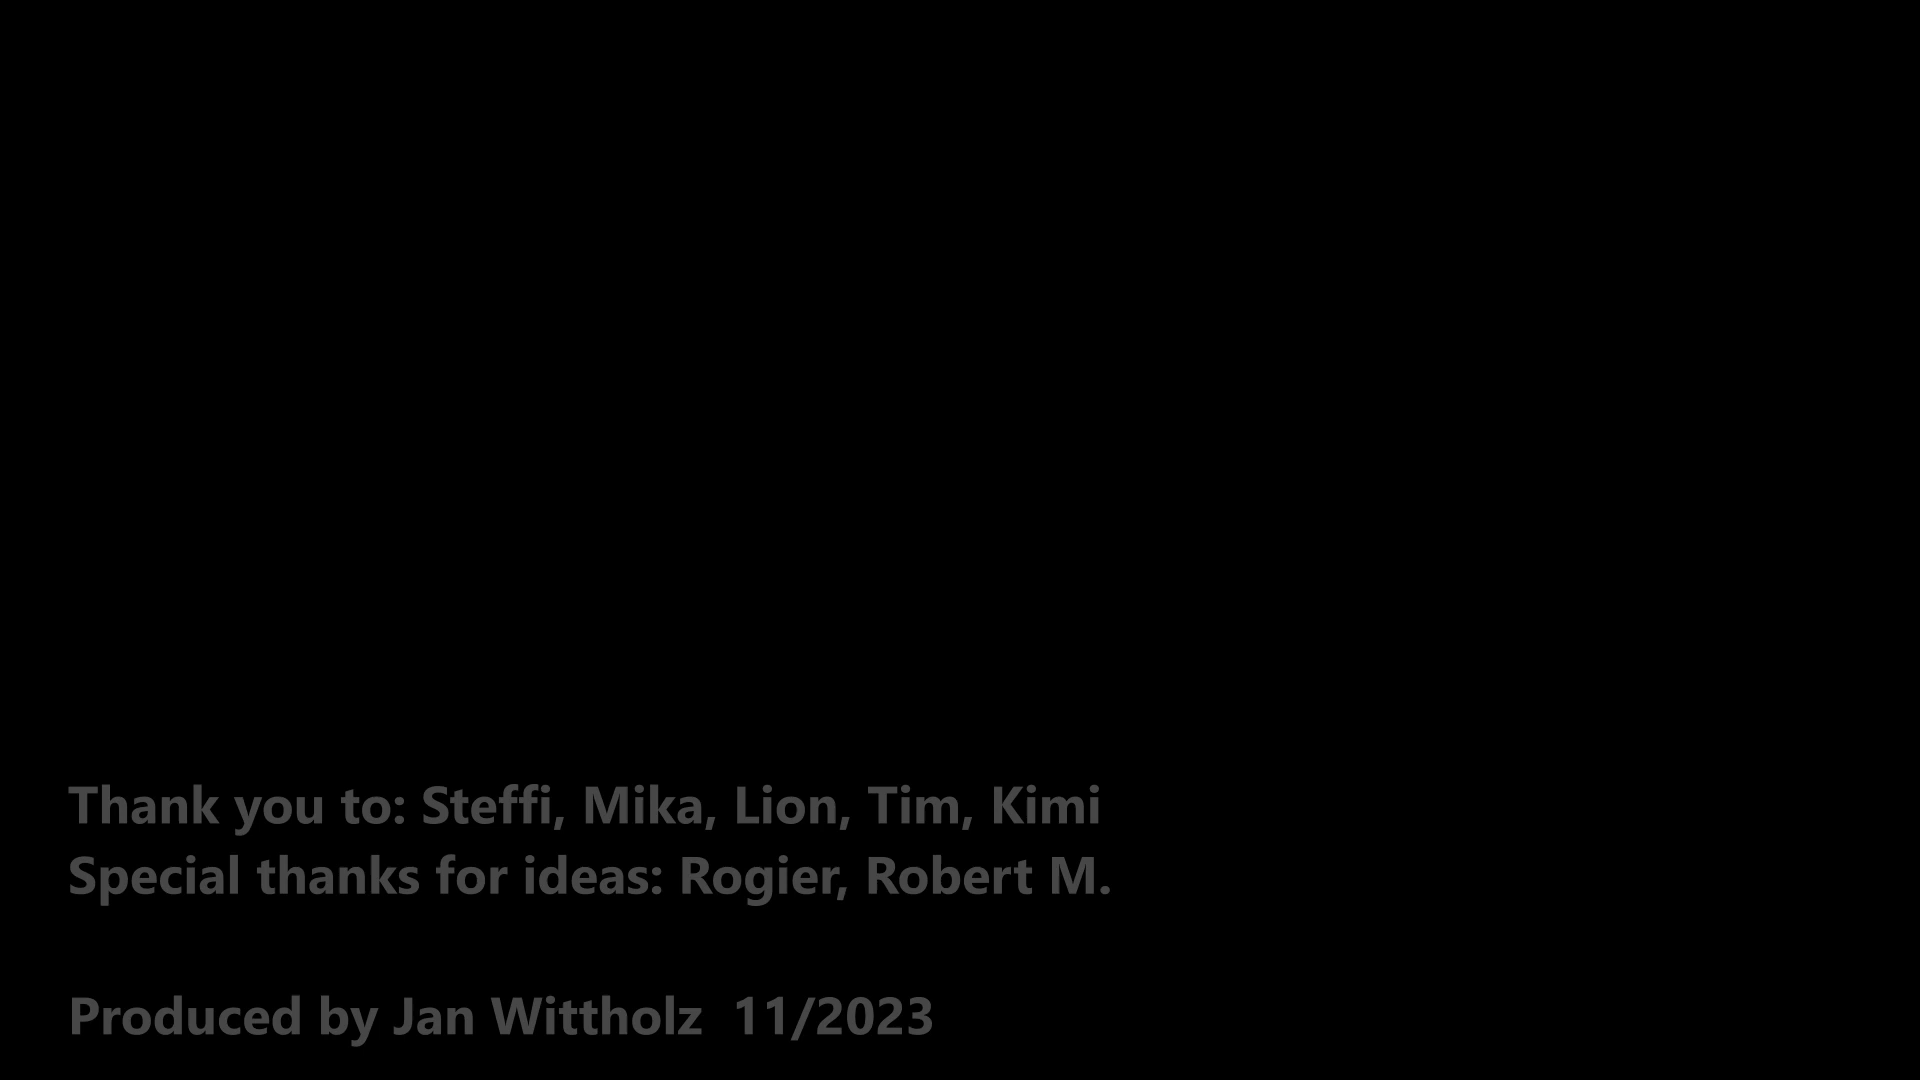 Thank you to: Steffi, Mika, Lion, Tim, Kimi
Special thanks for ideas: Rogier, Robert M.
Produced by Jan Wittholz  11/2023